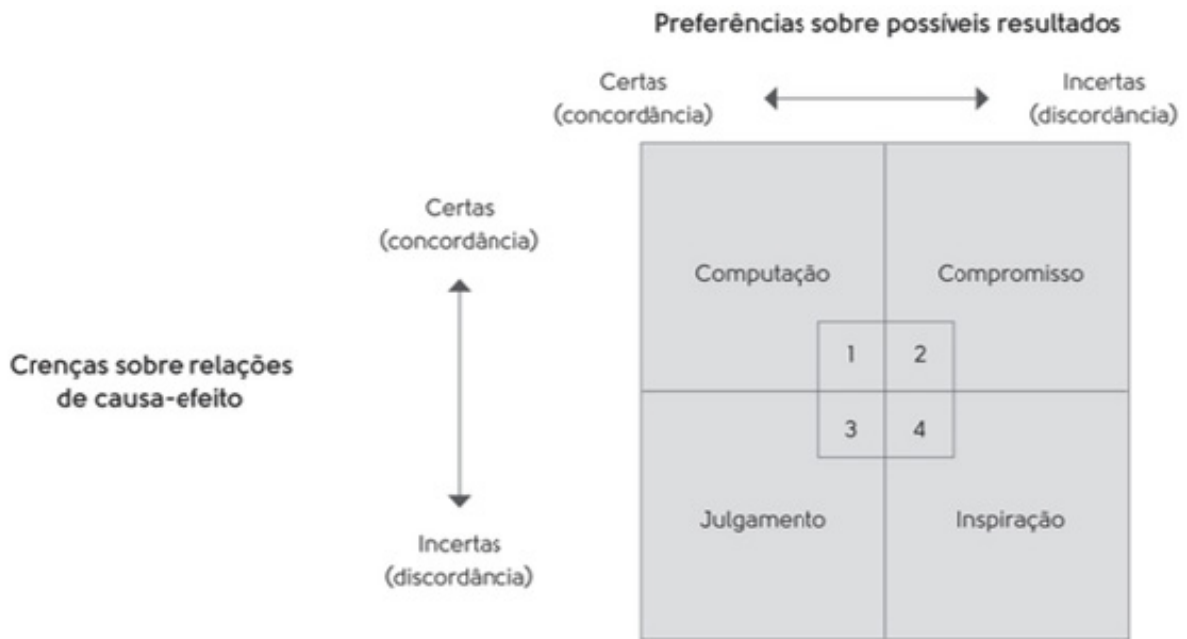 Preferências sobre possíveis resultados
Certas
(concordância)
Incertas
(discordância)
Certas
(concordância)
Computação
Compromisso
1
2
Crenças sobre relações
de causa-efeito
3
4
Julgamento
Inspiração
Incertas
(discordância)